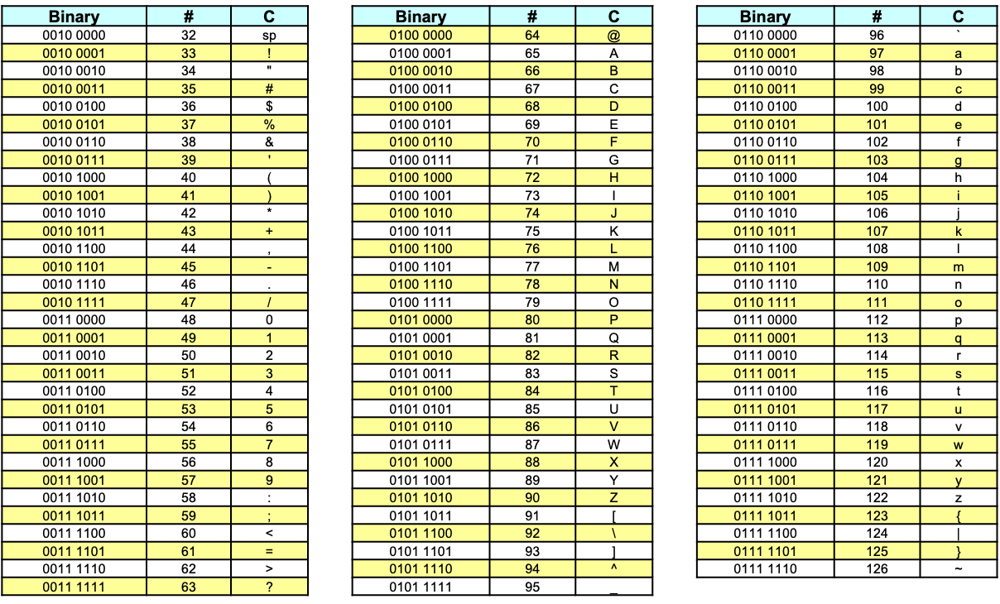 Binary # C Binary # C Binary # C
0010 0000 32 sp 0100 0000 64 @ 0110 0000 96 `
0010 0001 33 ! 0100 0001 65 A 0110 0001 97 a
0010 0010 34 " 0100 0010 66 B 0110 0010 98 b
0010 0011 35 # 0100 0011 67 C 0110 0011 99 c
0010 0100 36 $ 0100 0100 68 D 0110 0100 100 d
0010 0101 37 % 0100 0101 69 E 0110 0101 101 e
0010 0110 38 & 0100 0110 70 F 0110 0110 102 f
0010 0111 39 ' 0100 0111 71 G 0110 0111 103 g
0010 1000 40 ( 0100 1000 72 H 0110 1000 104 h
0010 1001 41 ) 0100 1001 73 I 0110 1001 105 i
0010 1010 42 * 0100 1010 74 J 0110 1010 106 j
0010 1011 43 + 0100 1011 75 K 0110 1011 107 k
0010 1100 44 , 0100 1100 76 L 0110 1100 108 l
0010 1101 45 - 0100 1101 77 M 0110 1101 109 m
0010 1110 46 . 0100 1110 78 N 0110 1110 110 n
0010 1111 47 / 0100 1111 79 O 0110 1111 111 o
0011 0000 48 0 0101 0000 80 P 0111 0000 112 p
0011 0001 49 1 0101 0001 81 Q 0111 0001 113 q
0011 0010 50 2 0101 0010 82 R 0111 0010 114 r
0011 0011 51 3 0101 0011 83 S 0111 0011 115 s
0011 0100 52 4 0101 0100 84 T 0111 0100 116 t
0011 0101 53 5 0101 0101 85 U 0111 0101 117 u
0011 0110 54 6 0101 0110 86 V 0111 0110 118 v
0011 0111 55 7 0101 0111 87 W 0111 0111 119 w
0011 1000 56 8 0101 1000 88 X 0111 1000 120 x
0011 1001 57 9 0101 1001 89 Y 0111 1001 121 y
0011 1010 58 : 0101 1010 90 Z 0111 1010 122 z
0011 1011 59 ; 0101 1011 91 [ 0111 1011 123 {
0011 1100 60 < 0101 1100 92 \ 0111 1100 124 |
0011 1101 61 = 0101 1101 93 ] 0111 1101 125 }
0011 1110 62 > 0101 1110 94 ^ 0111 1110 126 ~
0011 1111 63 ? 0101 1111 95 _